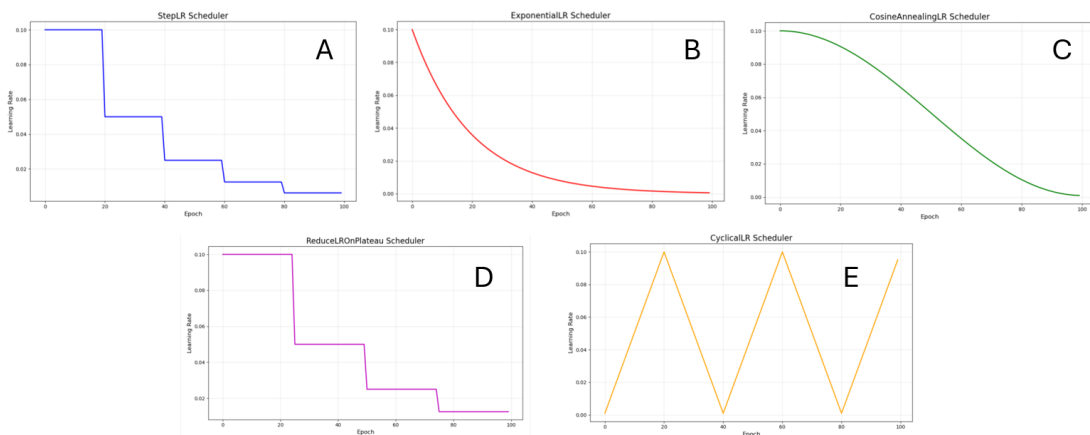 StepLR Scheduler
A
Learning Rate
0.10
0.08
0.06
0.04
0.02
0
20
40
60
80
100
Epoch
ExponentialLR Scheduler
B
Learning Rate
0.10
0.08
0.06
0.04
0.02
0.00
0
20
40
60
80
100
Epoch
CosineAnnealingLR Scheduler
C
Learning Rate
0.10
0.08
0.06
0.04
0.02
0.00
0
20
40
60
80
100
Epoch
ReduceLROnPlateau Scheduler
D
Learning Rate
0.10
0.08
0.06
0.04
0.02
0
20
40
60
80
100
Epoch
CyclicalLR Scheduler
E
Learning Rate
0.10
0.08
0.06
0.04
0.02
0.00
0
20
40
60
80
100
Epoch